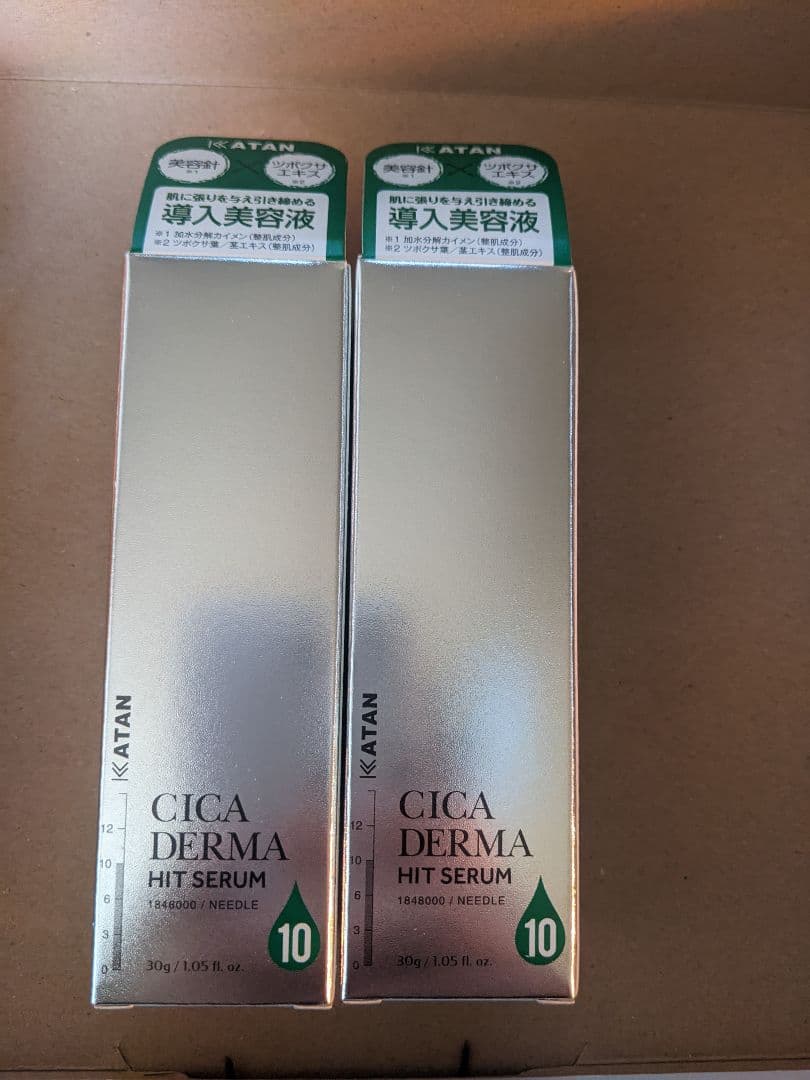 KATAN
美容針
※1
×
ツボクサ
エキス
※2
肌に張りを与え引き締める
導入美容液
※1 加水分解カイメン(整肌成分)
※2 ツボクサ葉/茎エキス(整肌成分)
KATAN
12
10
6
3
0
CICA
DERMA
HIT SERUM
1848000 / NEEDLE
30g / 1.05 fl. oz.
10
KATAN
美容針
※1
×
ツボクサ
エキス
※2
肌に張りを与え引き締める
導入美容液
※1 加水分解カイメン(整肌成分)
※2 ツボクサ葉/茎エキス(整肌成分)
KATAN
12
10
6
3
0
CICA
DERMA
HIT SERUM
1848000 / NEEDLE
30g / 1.05 fl. oz.
10